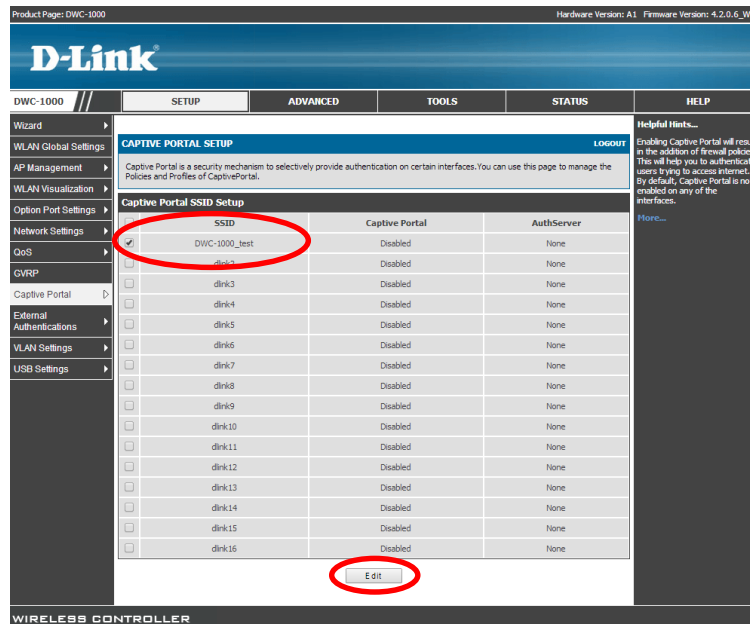 Product Page: DWC-1000 Hardware Version: A1 Firmware Version: 4.2.0.6_W
D-Link
DWC-1000 SETUP ADVANCED TOOLS STATUS HELP
Wizard
WLAN Global Settings
AP Management
WLAN Visualization
Option Port Settings
Network Settings
QoS
GVRP
Captive Portal
External
Authentications
VLAN Settings
USB Settings
CAPTIVE PORTAL SETUP LOGOUT
Captive Portal is a security mechanism to selectively provide authentication on certain interfaces.You can use this page to manage the
Policies and Profiles of CaptivePortal.
Captive Portal SSID Setup
SSID Captive Portal AuthServer
DWC-1000_test Disabled None
dlink2 Disabled None
dlink3 Disabled None
dlink4 Disabled None
dlink5 Disabled None
dlink6 Disabled None
dlink7 Disabled None
dlink8 Disabled None
dlink9 Disabled None
dlink10 Disabled None
dlink11 Disabled None
dlink12 Disabled None
dlink13 Disabled None
dlink14 Disabled None
dlink15 Disabled None
dlink16 Disabled None
Edit
Helpful Hints...
Enabling Captive Portal will resu
in the addition of firewall policie
This will help you to authenticat
users trying to access internet.
By default, Captive Portal is no
enabled on any of the
interfaces.
More...
WIRELESS CONTROLLER